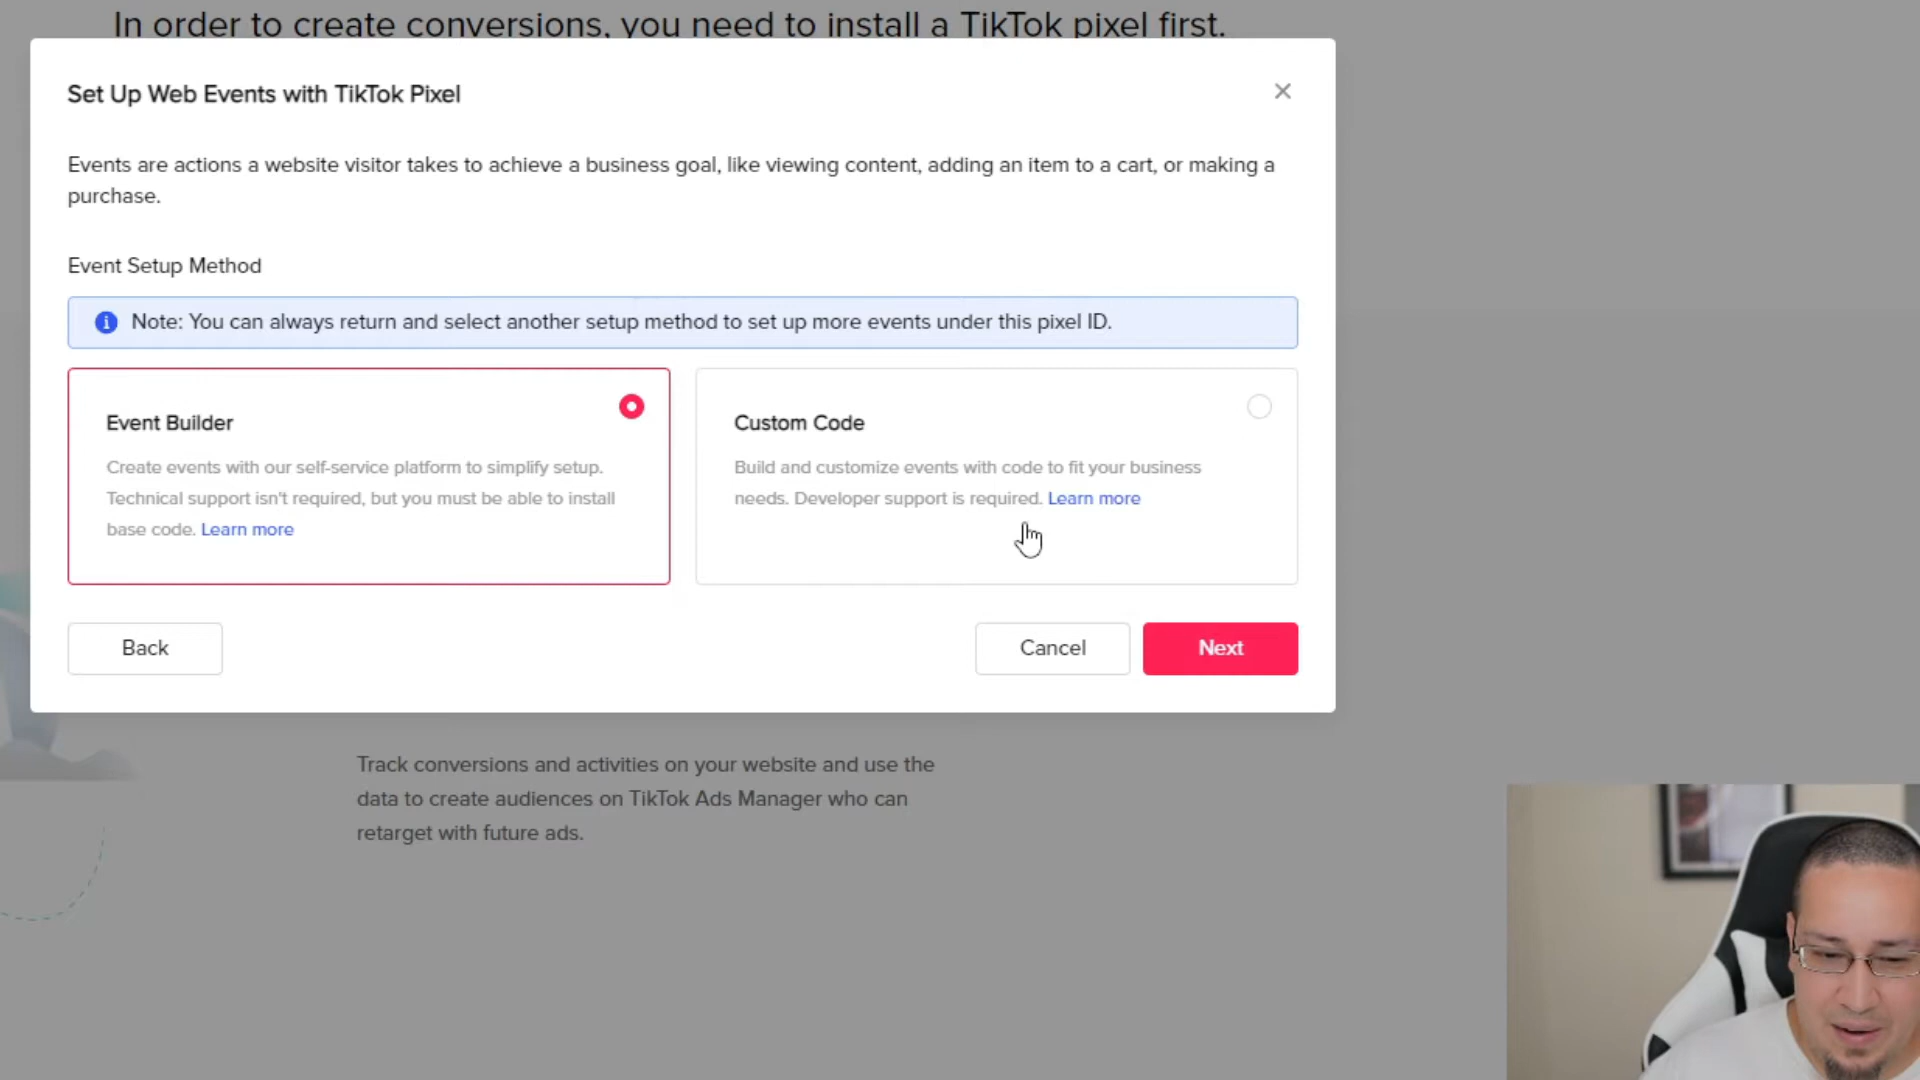 In order to create conversions, you need to install a TikTok pixel first.
Set Up Web Events with TikTok Pixel
Events are actions a website visitor takes to achieve a business goal, like viewing content, adding an item to a cart, or making a
purchase.
Event Setup Method
Note: You can always return and select another setup method to set up more events under this pixel ID.
Event Builder
Create events with our self-service platform to simplify setup.
Technical support isn't required, but you must be able to install
base code. Learn more
Custom Code
Build and customize events with code to fit your business
needs. Developer support is required. Learn more
Back
Cancel
Next
Track conversions and activities on your website and use the
data to create audiences on TikTok Ads Manager who can
retarget with future ads.